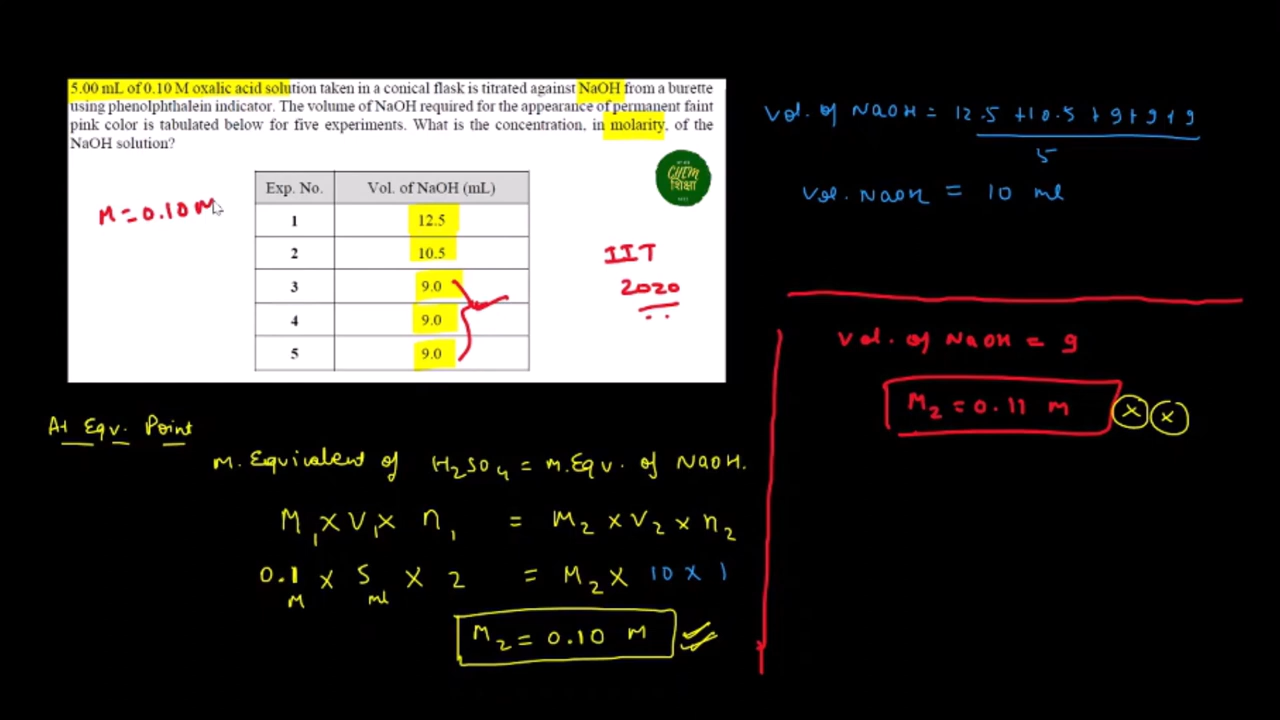 5.00 mL of 0.10 M oxalic acid solution taken in a conical flask is titrated against NaOH from a burette
using phenolphthalein indicator. The volume of NaOH required for the appearance of permanent faint
pink color is tabulated below for five experiments. What is the concentration, in molarity, of the
NaOH solution?
CHEM
शिक्षा
Exp. No. Vol. of NaOH (mL)
1 12.5
2 10.5
3 9.0
4 9.0
5 9.0
M = 0.10 M
IIT
2020
Vol. of NaOH = 12.5 + 10.5 + 9 + 9 + 9
5
Vol. NaOH = 10 ml
Vol. of NaOH = 9
M2 = 0.11 M × ×
At Eqv. Point
M. Equivalent of H2SO4 = M. Eqv. of NaOH.
M1 × V1 × n1 = M2 × V2 × n2
0.1 × 5 × 2 = M2 × 10 × 1
M ml
M2 = 0.10 M